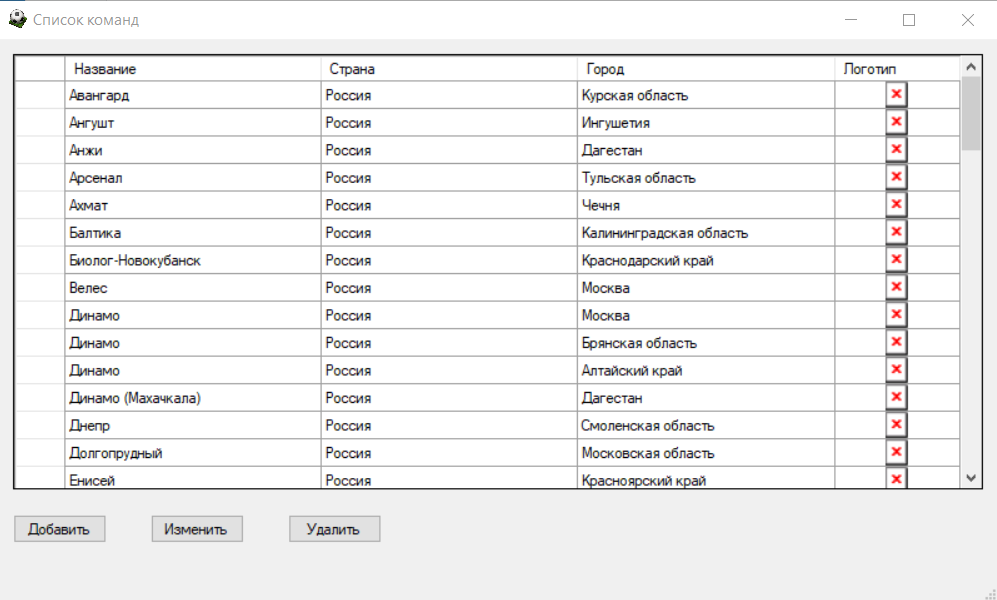 Список команд
Название Страна Город Логотип
Авангард Россия Курская область
Ангушт Россия Ингушетия
Анжи Россия Дагестан
Арсенал Россия Тульская область
Ахмат Россия Чечня
Балтика Россия Калининградская область
Биолог-Новокубанск Россия Краснодарский край
Велес Россия Москва
Динамо Россия Москва
Динамо Россия Брянская область
Динамо Россия Алтайский край
Динамо (Махачкала) Россия Дагестан
Днепр Россия Смоленская область
Долгопрудный Россия Московская область
Енисей Россия Красноярский край
Добавить Изменить Удалить